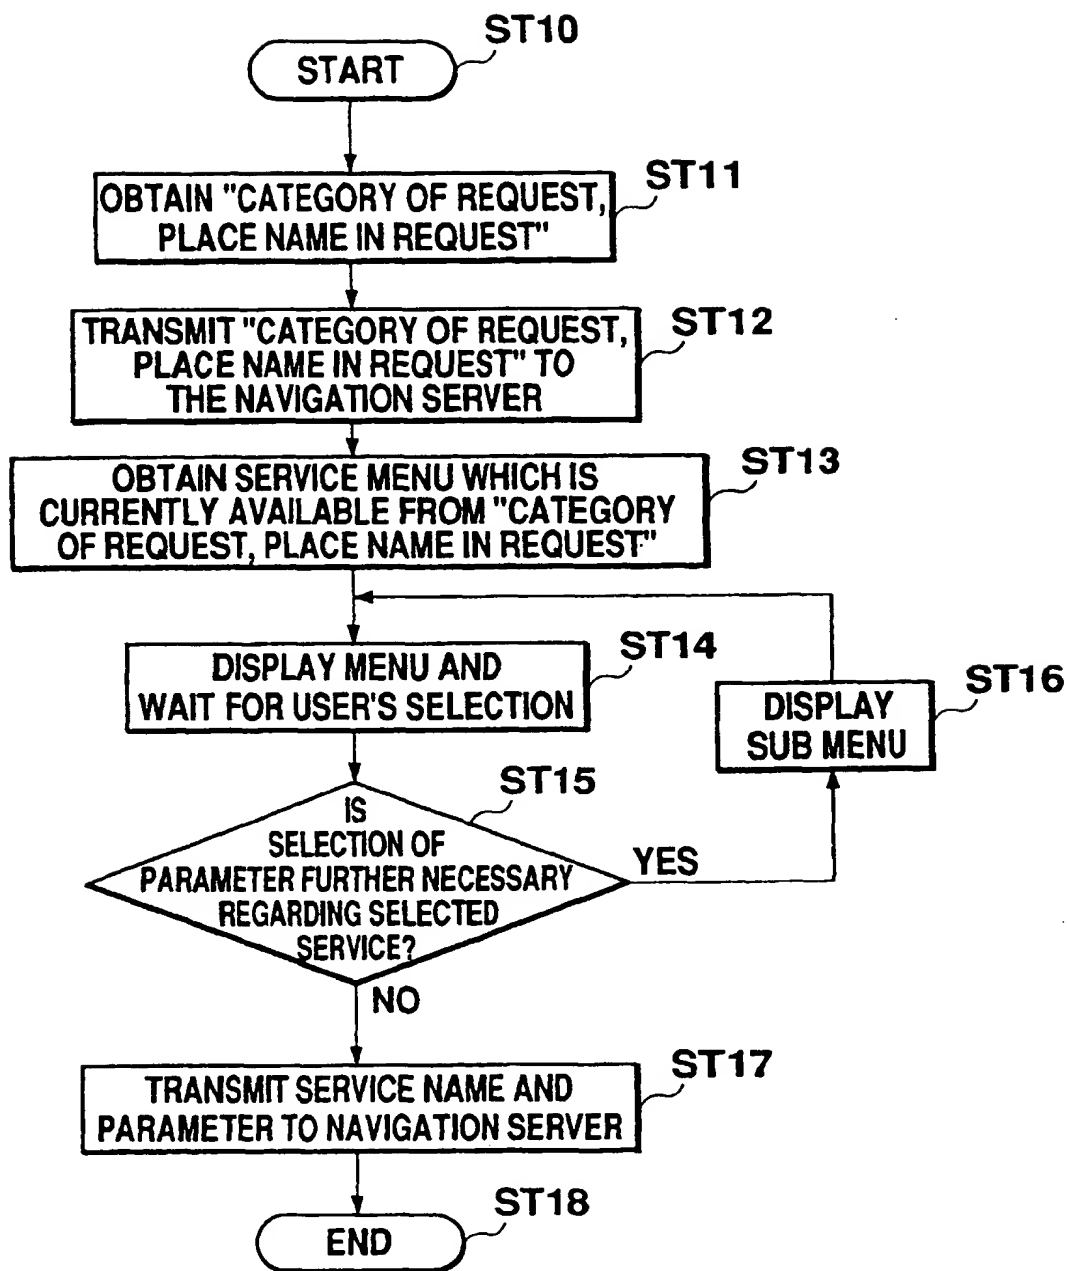 ST10
START
ST11
OBTAIN "CATEGORY OF REQUEST,
PLACE NAME IN REQUEST"
ST12
TRANSMIT "CATEGORY OF REQUEST,
PLACE NAME IN REQUEST" TO
THE NAVIGATION SERVER
ST13
OBTAIN SERVICE MENU WHICH IS
CURRENTLY AVAILABLE FROM "CATEGORY
OF REQUEST, PLACE NAME IN REQUEST"
ST14
DISPLAY MENU AND
WAIT FOR USER'S SELECTION
ST16
DISPLAY
SUB MENU
ST15
IS
SELECTION OF
PARAMETER FURTHER NECESSARY
REGARDING SELECTED
SERVICE?
YES
NO
ST17
TRANSMIT SERVICE NAME AND
PARAMETER TO NAVIGATION SERVER
ST18
END